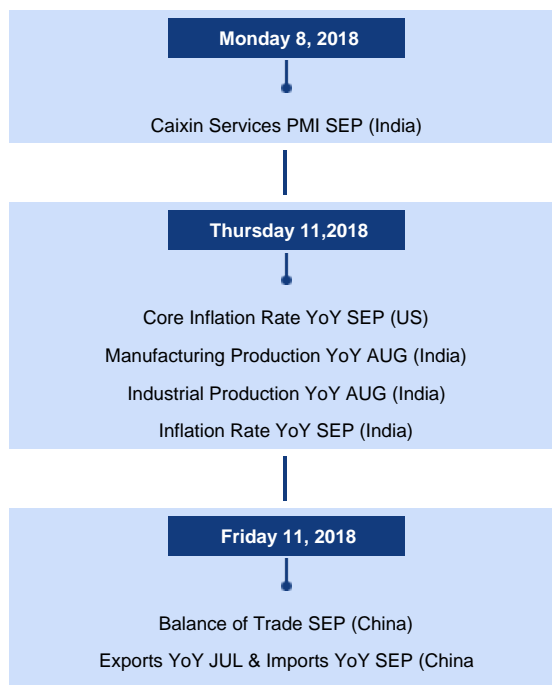 Monday 8, 2018
Caixin Services PMI SEP (India)
Thursday 11,2018
Core Inflation Rate YoY SEP (US)
Manufacturing Production YoY AUG (India)
Industrial Production YoY AUG (India)
Inflation Rate YoY SEP (India)
Friday 11, 2018
Balance of Trade SEP (China)
Exports YoY JUL & Imports YoY SEP (China